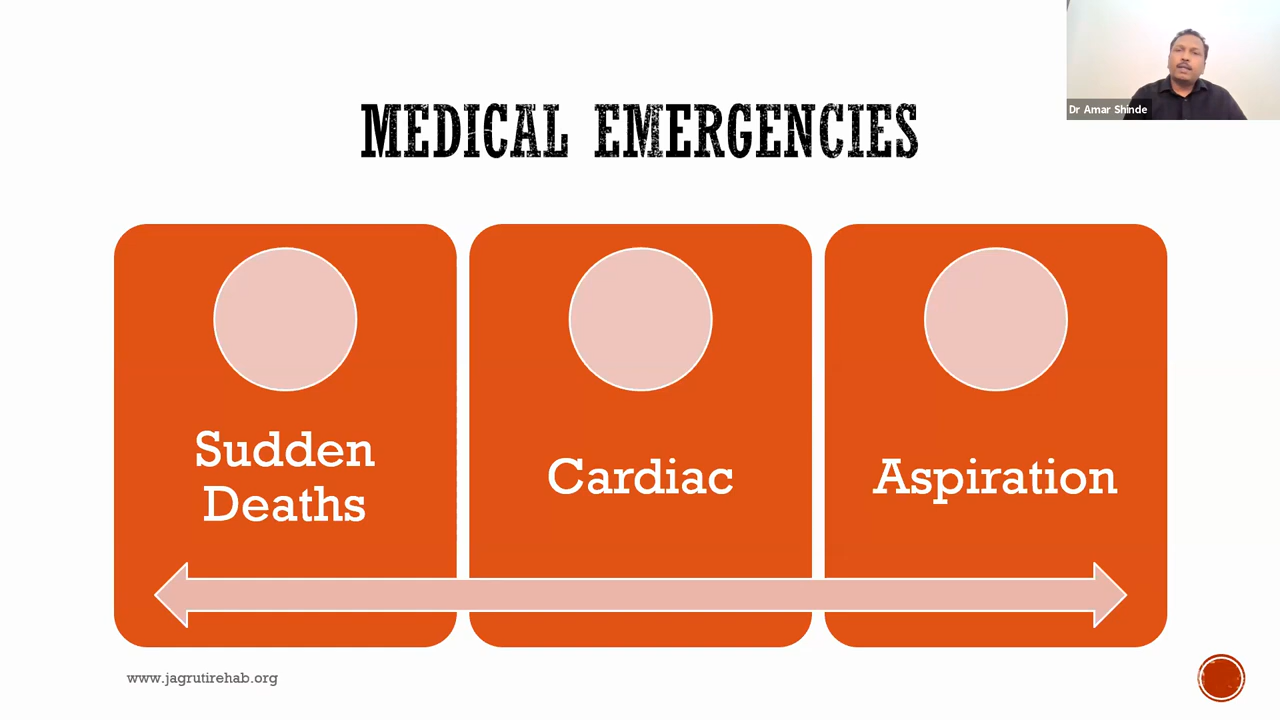 Dr Amar Shinde
MEDICAL EMERGENCIES
Sudden
Deaths
Cardiac
Aspiration
www.jagrutirehab.org